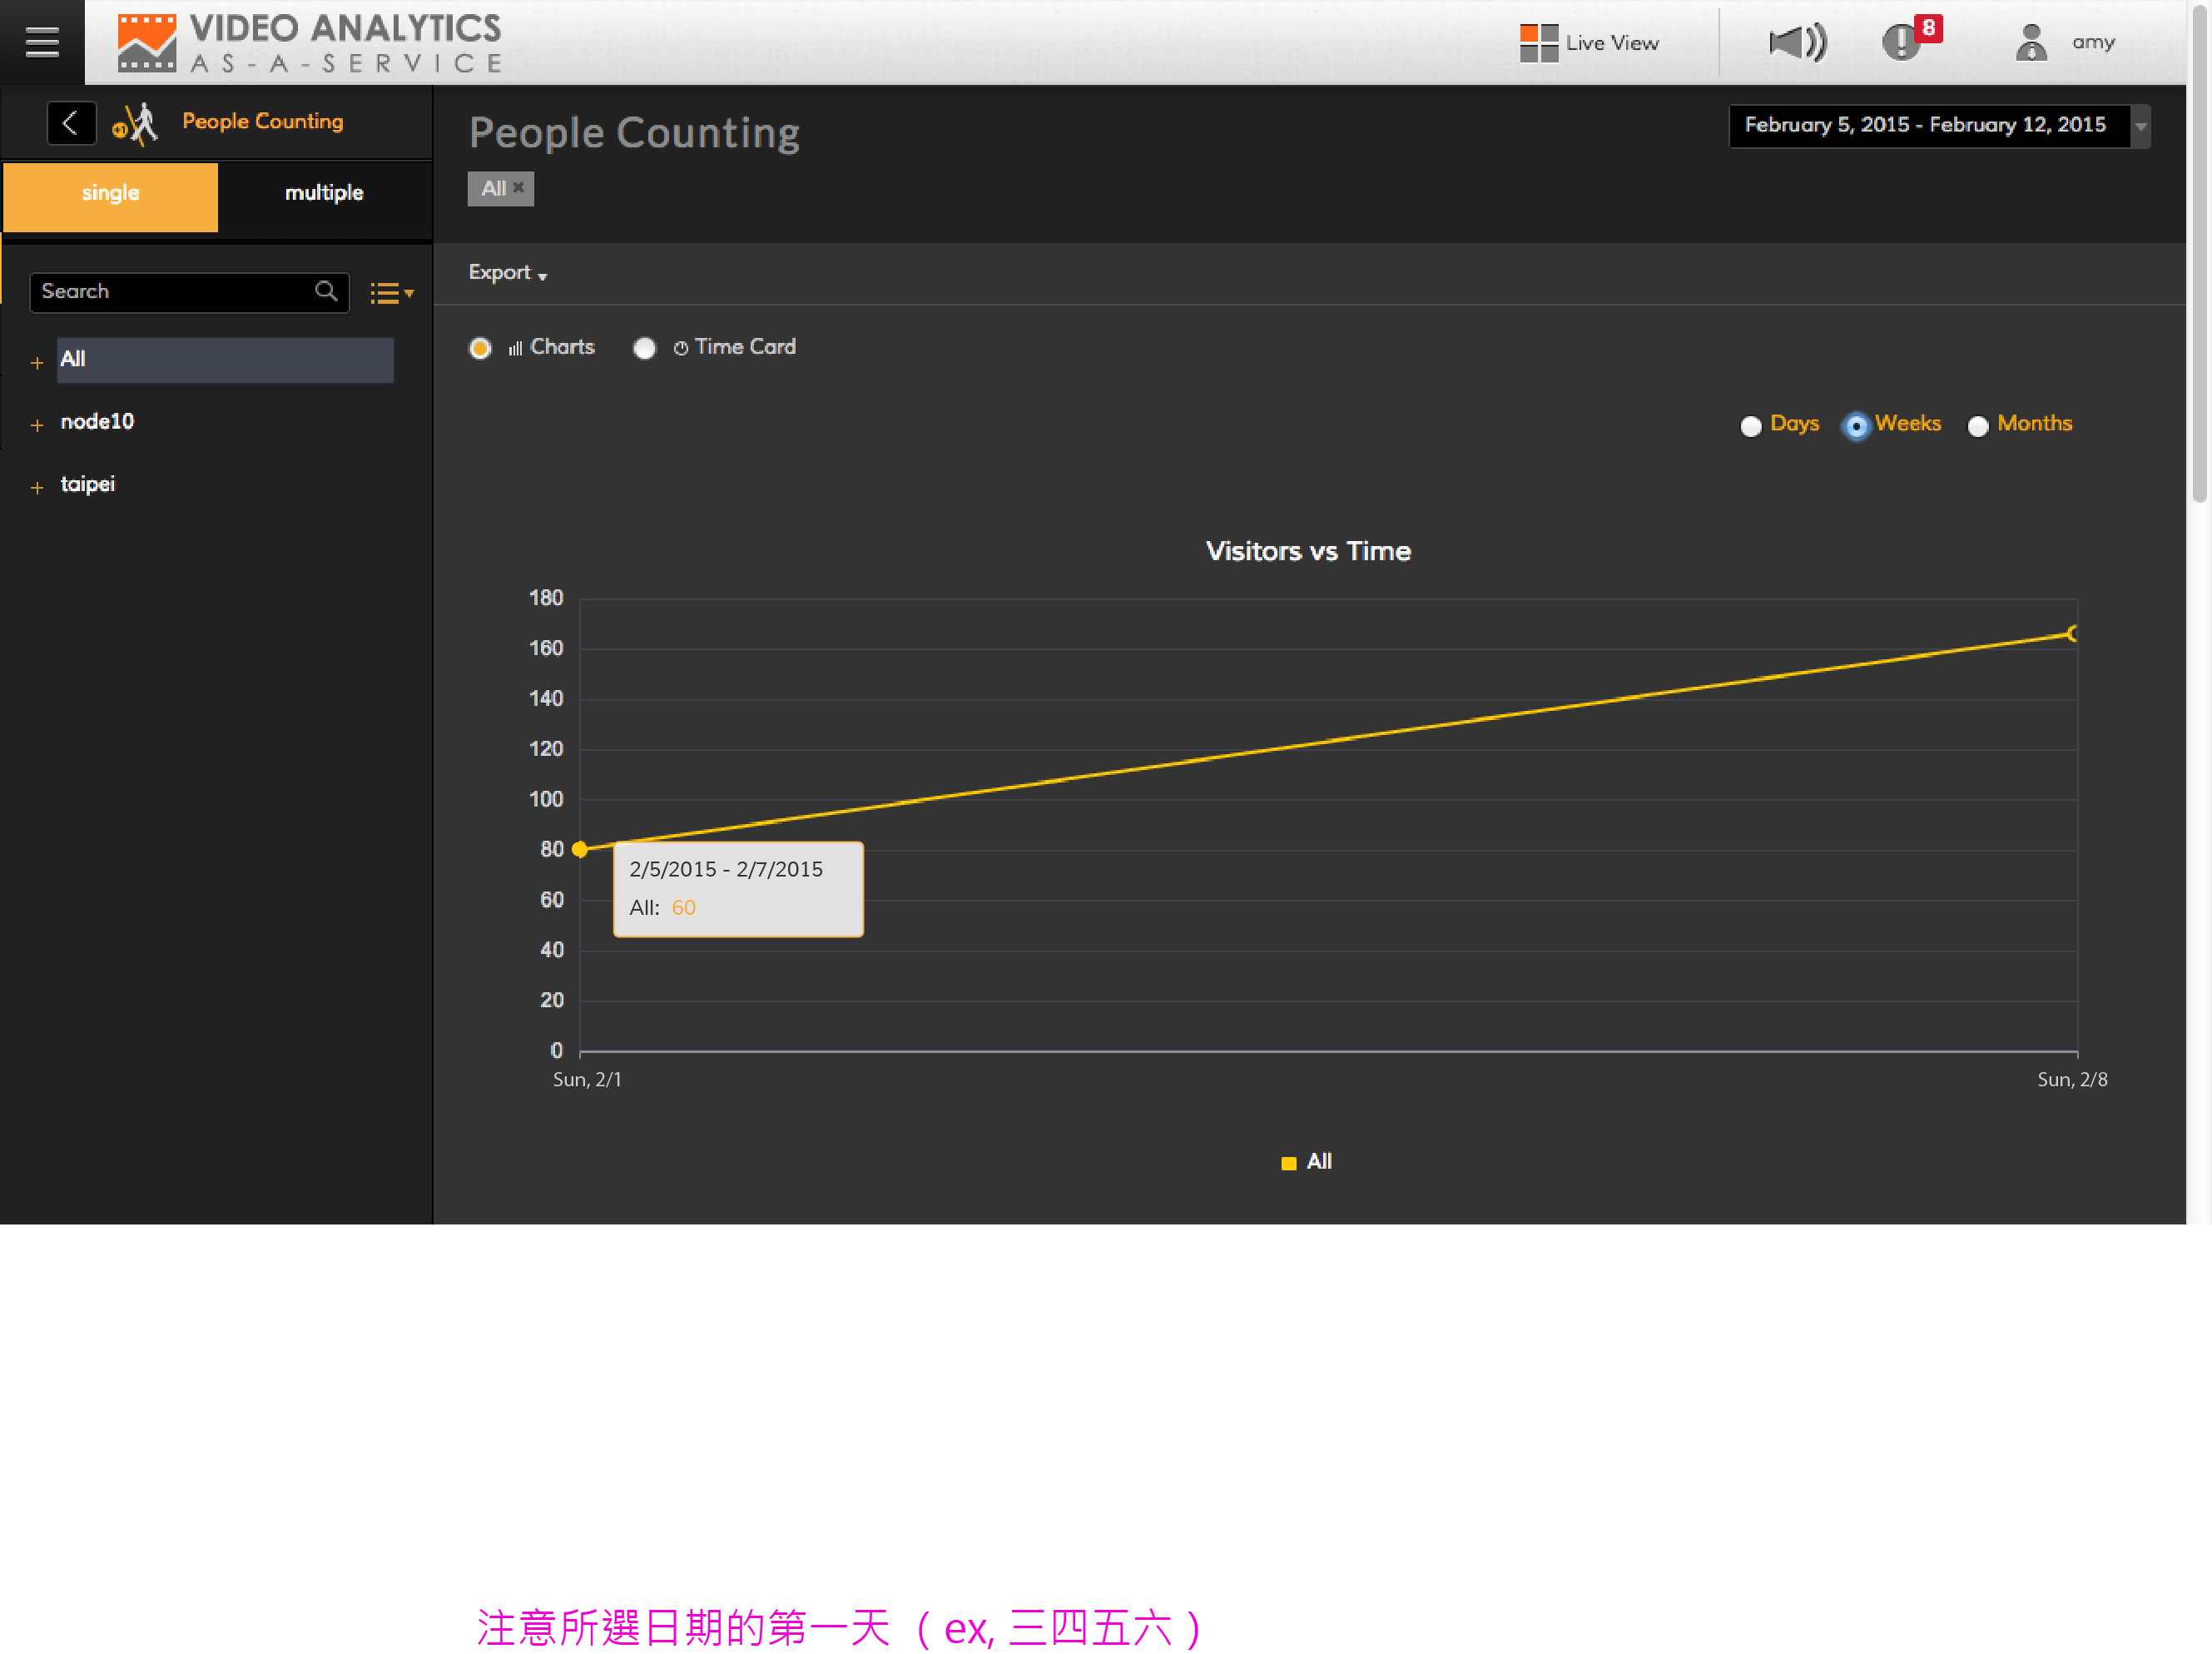 VIDEO ANALYTICS
AS-A-SERVICE
Live View
8
amy
People Counting
single
multiple
Search
All
node10
taipei
People Counting
February 5, 2015 - February 12, 2015
All
Export
Charts
Time Card
Days
Weeks
Months
Visitors vs Time
180
160
140
120
100
80
60
40
20
0
2/5/2015 - 2/7/2015
All: 60
Sun, 2/1
Sun, 2/8
All
注意所選日期的第一天 ( ex, 三四五六 )